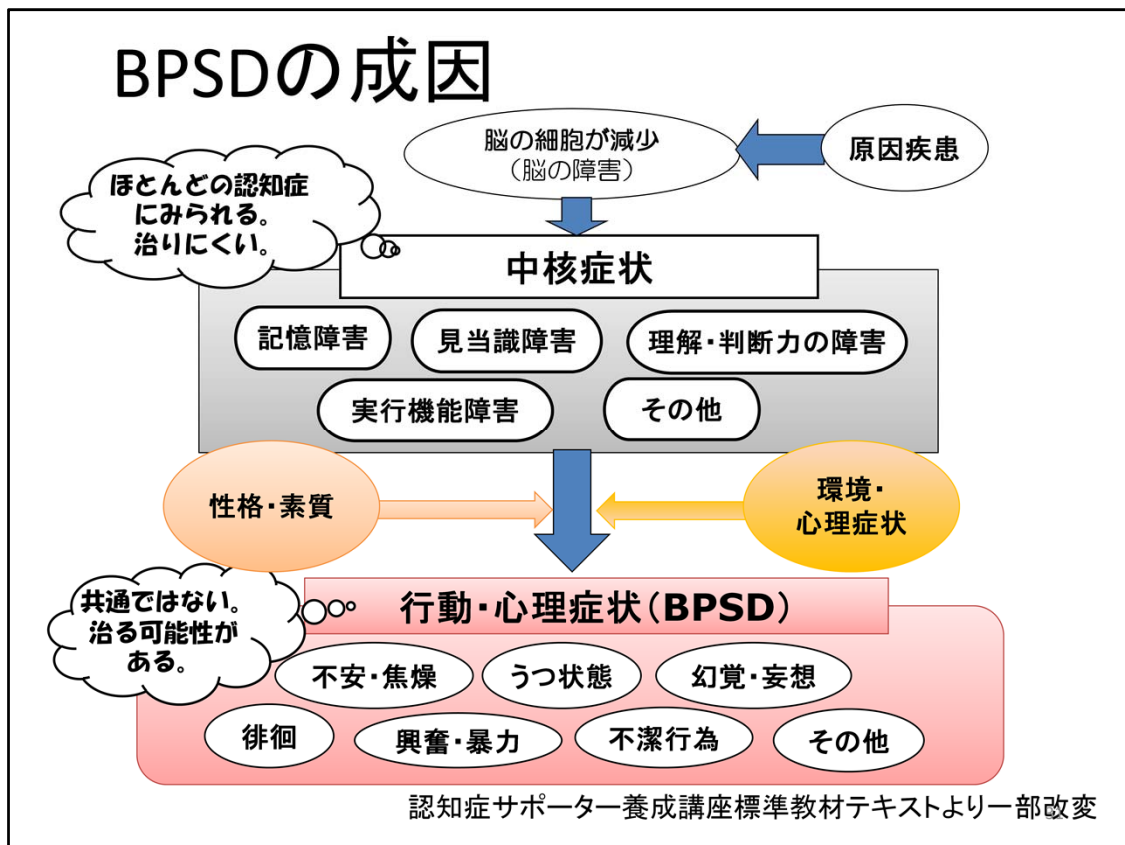 BPSDの成因
脳の細胞が減少
（脳の障害）
原因疾患
ほとんどの認知症
にみられる。
治りにくい。
中核症状
記憶障害
見当識障害
理解・判断力の障害
実行機能障害
その他
性格・素質
環境・
心理症状
共通ではない。
治る可能性が
ある。
行動・心理症状（BPSD）
不安・焦燥
うつ状態
幻覚・妄想
徘徊
興奮・暴力
不潔行為
その他
認知症サポーター養成講座標準教材テキストより一部改変